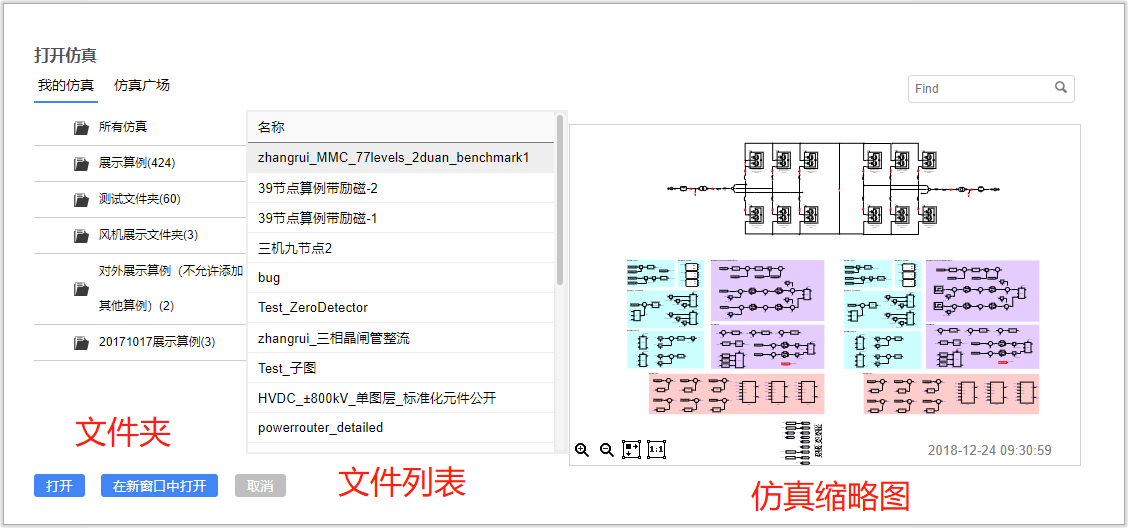 打开仿真
我的仿真 仿真广场
Find
所有仿真
展示算例(424)
测试文件夹(60)
风机展示文件夹(3)
对外展示算例（不允许添加
其他算例）(2)
20171017展示算例(3)
文件夹
名称
zhangrui_MMC_77levels_2duan_benchmark1
39节点算例带励磁-2
39节点算例带励磁-1
三机九节点2
bug
Test_ZeroDetector
zhangrui_三相晶闸管整流
Test_子图
HVDC_±800kV_单图层_标准化元件公开
powerrouter_detailed
文件列表
1:1
2018-12-24 09:30:59
仿真缩略图
打开 在新窗口中打开 取消